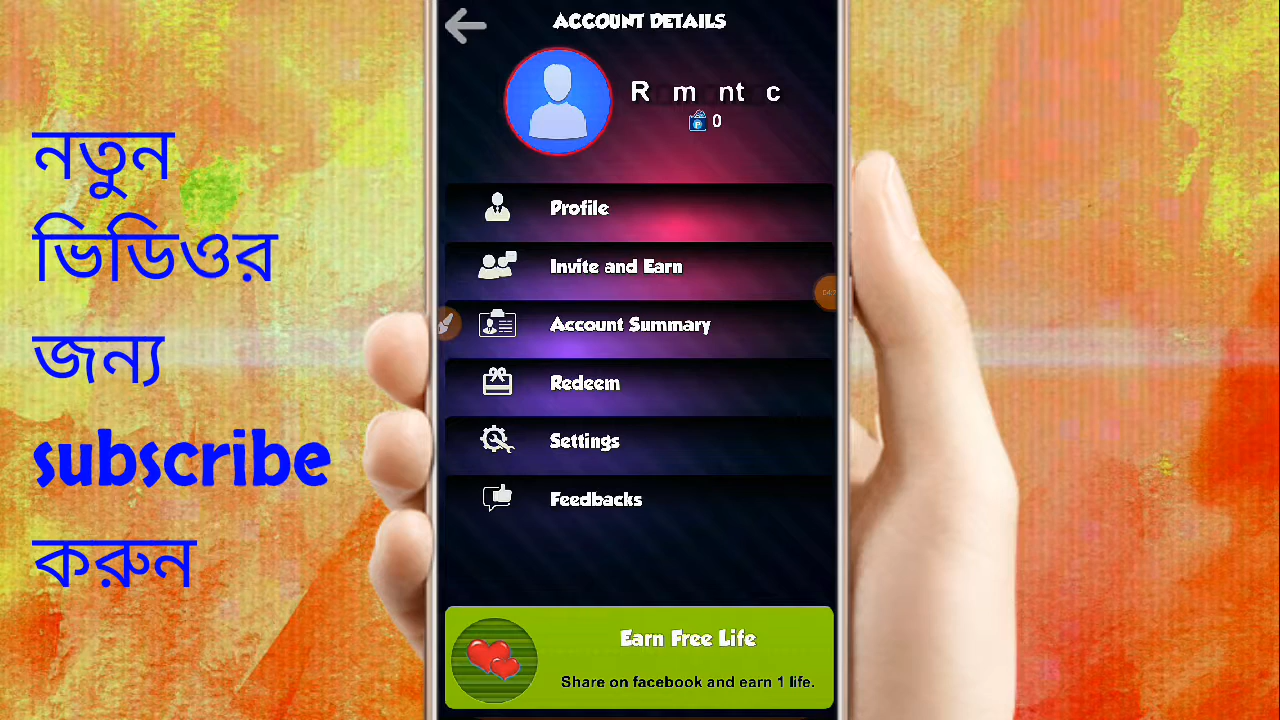 নতুন
ভিডিওর
জন্য
subscribe
করুন
ACCOUNT DETAILS
R m nt c
0
Profile
Invite and Earn
Account Summary
Redeem
Settings
Feedbacks
Earn Free Life
Share on facebook and earn 1 life.